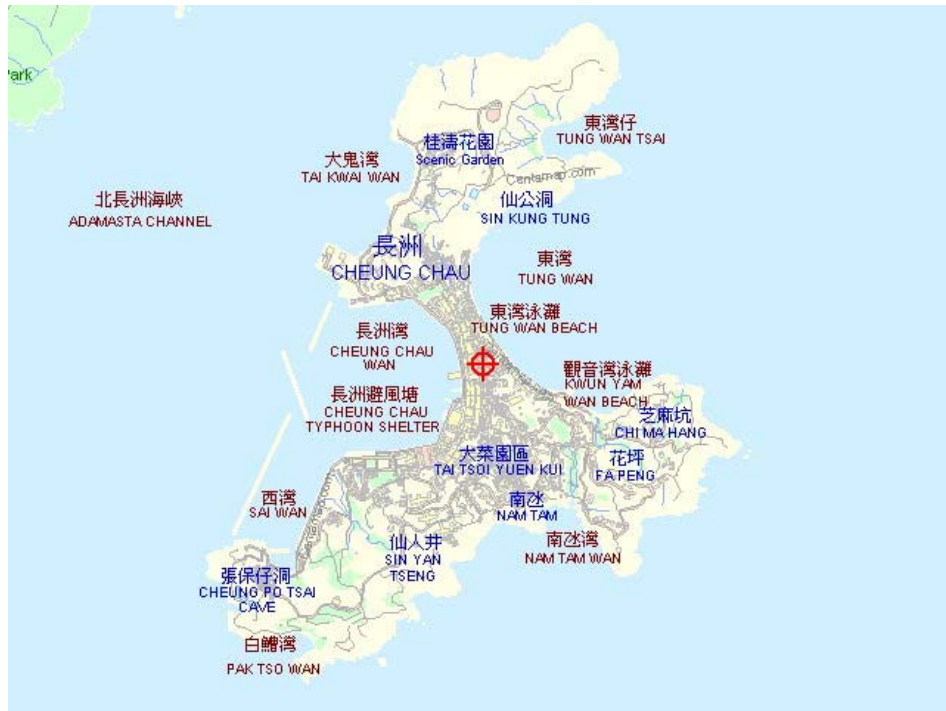 Park
東灣仔
TUNG WAN TSAI
桂濤花園
Scenic Garden
大鬼灣
TAI KWAI WAN
Centamap.com
北長洲海峽
ADAMASTA CHANNEL
仙公洞
SIN KUNG TUNG
長洲
CHEUNG CHAU
東灣
TUNG WAN
東灣泳灘
TUNG WAN BEACH
長洲灣
CHEUNG CHAU
WAN
觀音灣泳灘
KWUN YAM
WAN BEACH
長洲避風塘
CHEUNG CHAU
TYPHOON SHELTER
芝麻坑
CHI MA HANG
大菜園區
TAI TSOI YUEN KUI
花坪
FA PENG
西灣
SAI WAN
南氹
NAM TAM
仙人井
SIN YAN
TSENG
南氹灣
NAM TAM WAN
張保仔洞
CHEUNG PO TSAI
CAVE
白鰽灣
PAK TSO WAN